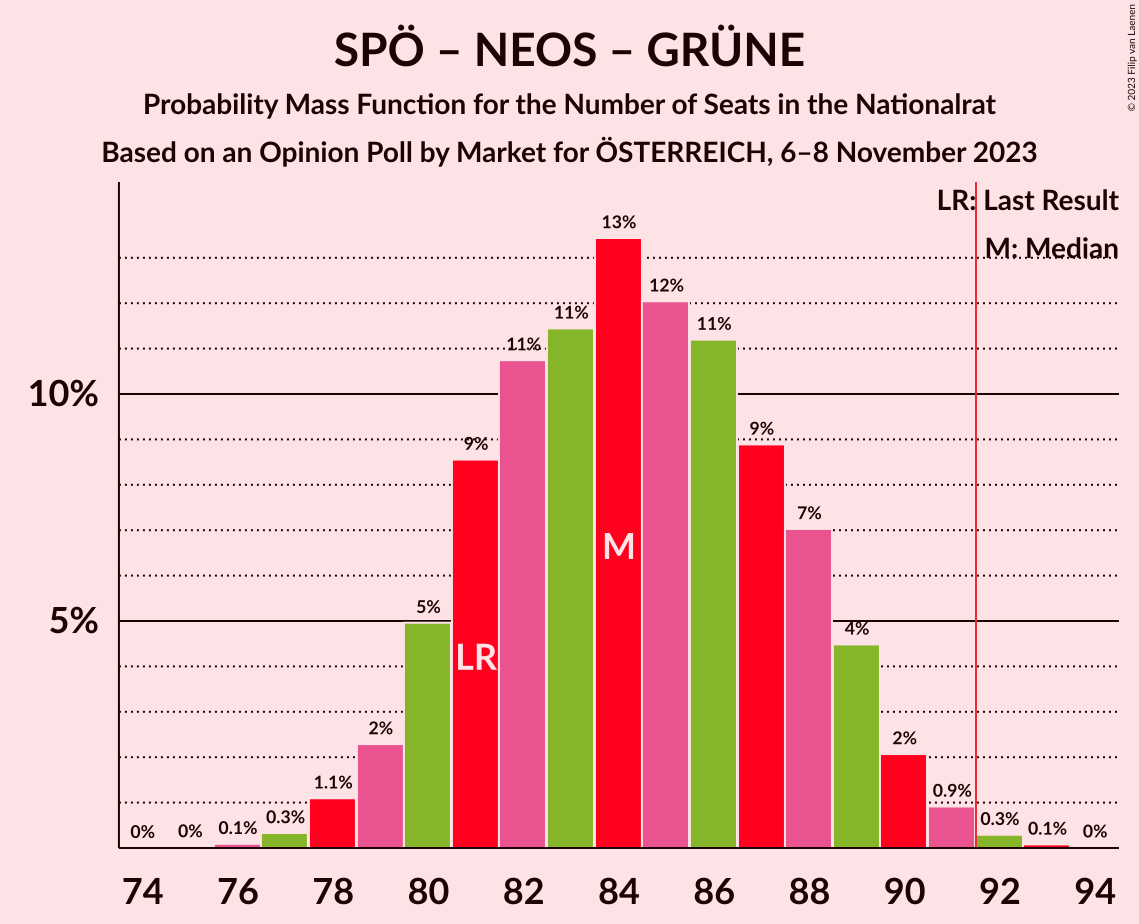 SPÖ – NEOS – GRÜNE
Probability Mass Function for the Number of Seats in the Nationalrat
Based on an Opinion Poll by Market for ÖSTERREICH, 6–8 November 2023
© 2023 Filip van Laenen
LR: Last Result
M: Median
13%
12%
11%
11%
11%
10%
9%
9%
M
7%
5%
5%
4%
LR
2%
2%
1.1%
0.9%
0%
0%
0.1%
0.3%
0.3%
0.1%
0%
74 76 78 80 82 84 86 88 90 92 94